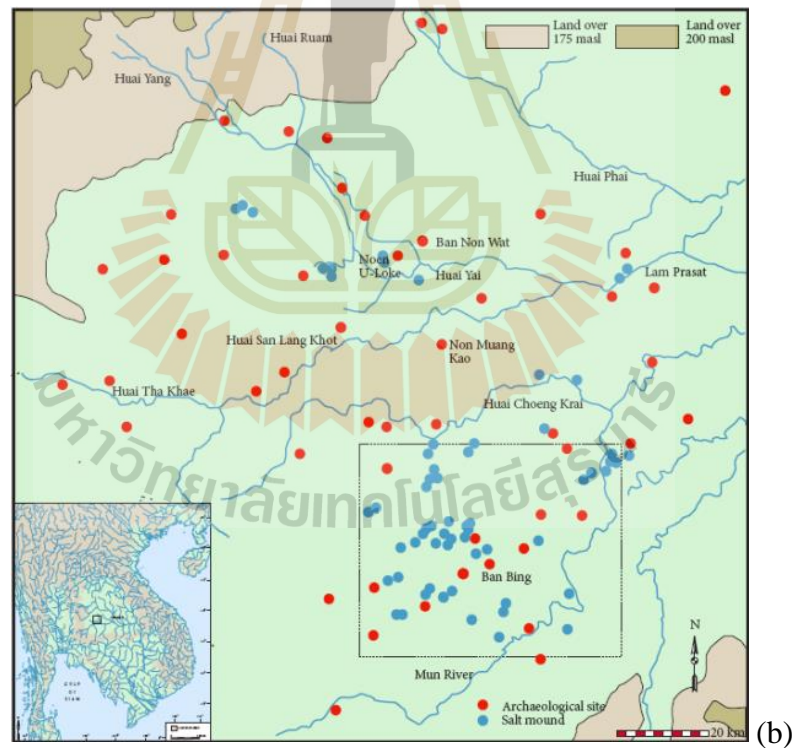 Land over
175 masl
Land over
200 masl
Huai Ruam
Huai Yang
Huai Phai
Ban Non Wat
Noen
U-Loke
Huai Yai
Lam Prasat
Huai San Lang Khot
Non Muang
Kao
Huai Tha Khae
Huai Choeng Krai
มหาวิทยาลัยเทคโนโลยีสุรนารี
Ban Bing
Mun River
N
GULF
OF
SIAM
Archaeological site
Salt mound
20 km
(b)